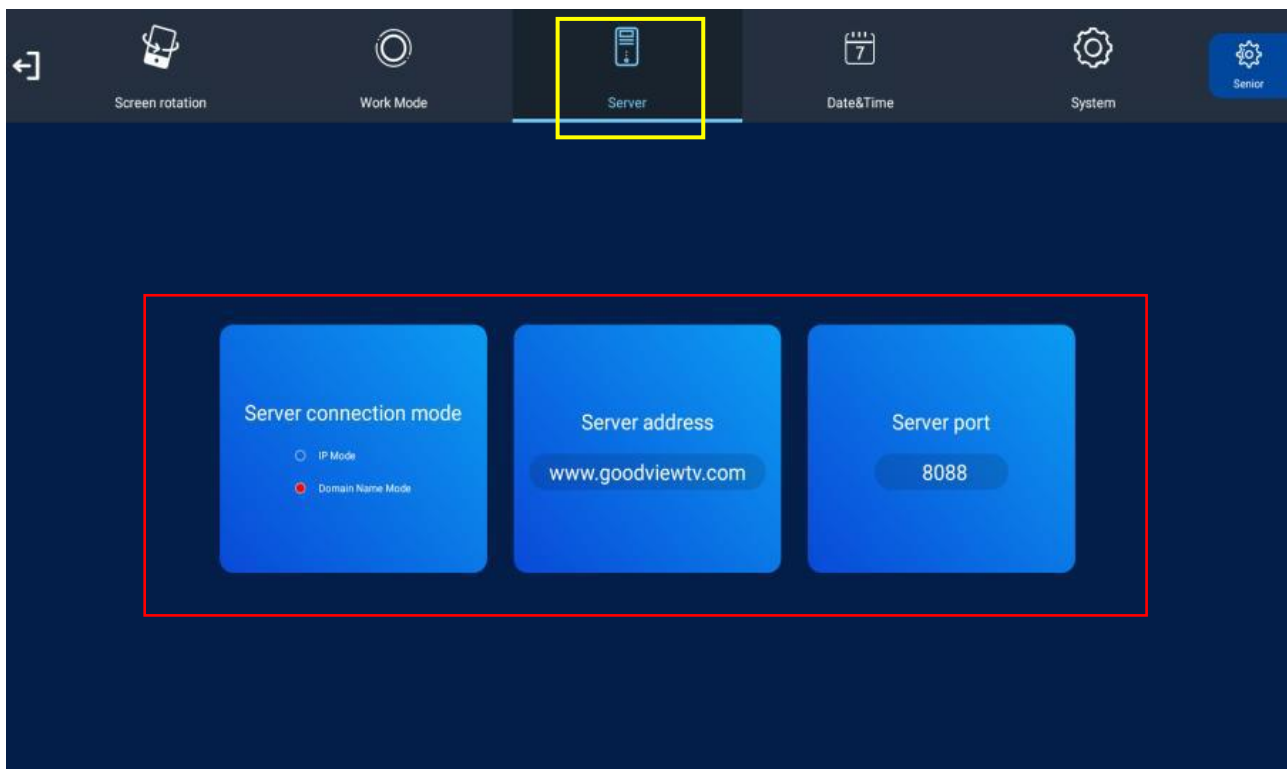 Screen rotation
Work Mode
Server
7
Date&Time
System
Senior
Server connection mode
IP Mode
Domain Name Mode
Server address
www.goodviewtv.com
Server port
8088